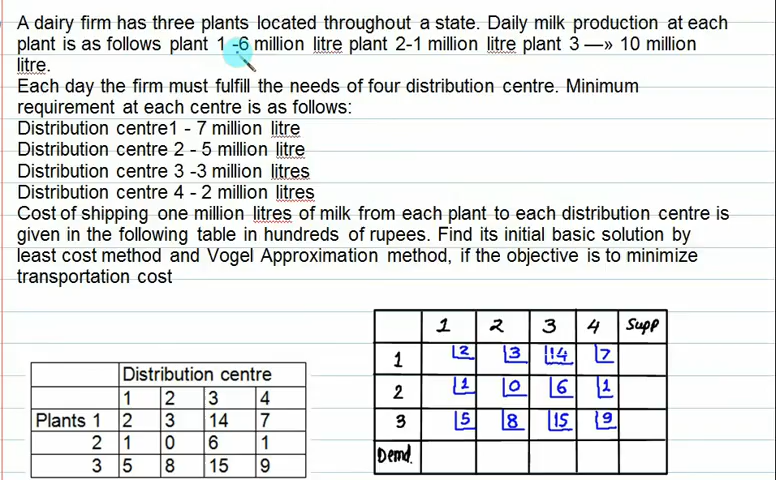 A dairy firm has three plants located throughout a state. Daily milk production at each
plant is as follows plant 1 -6 million litre plant 2-1 million litre plant 3 —» 10 million
litre.
Each day the firm must fulfill the needs of four distribution centre. Minimum
requirement at each centre is as follows:
Distribution centre1 - 7 million litre
Distribution centre 2 - 5 million litre
Distribution centre 3 -3 million litres
Distribution centre 4 - 2 million litres
Cost of shipping one million litres of milk from each plant to each distribution centre is
given in the following table in hundreds of rupees. Find its initial basic solution by
least cost method and Vogel Approximation method, if the objective is to minimize
transportation cost
Distribution centre
1 2 3 4
Plants 1 2 3 14 7
2 1 0 6 1
3 5 8 15 9
1 2 3 4 Supp
1 2 3 14 7
2 1 0 6 1
3 5 8 15 9
Demd.